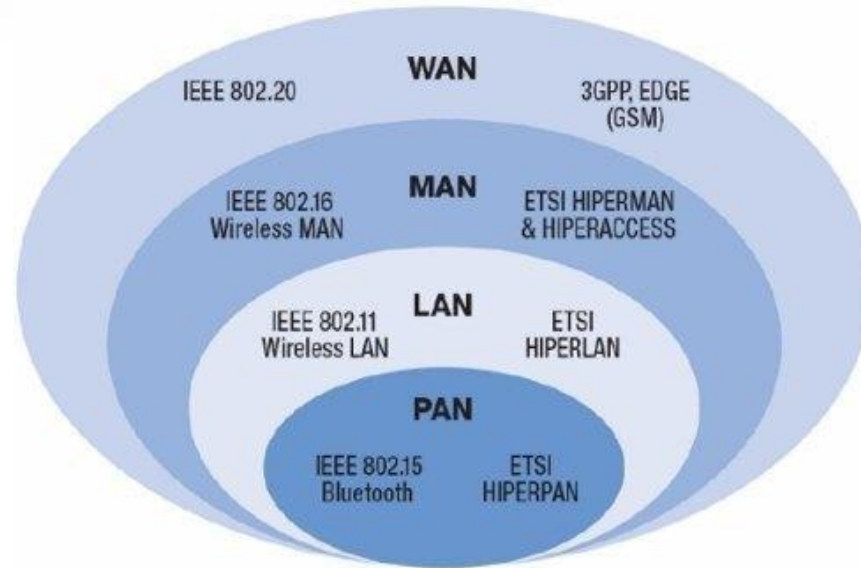 WAN
IEEE 802.20
3GPP, EDGE
(GSM)
MAN
IEEE 802.16
Wireless MAN
ETSI HIPERMAN
& HIPERACCESS
LAN
IEEE 802.11
Wireless LAN
ETSI
HIPERLAN
PAN
IEEE 802.15
Bluetooth
ETSI
HIPERPAN